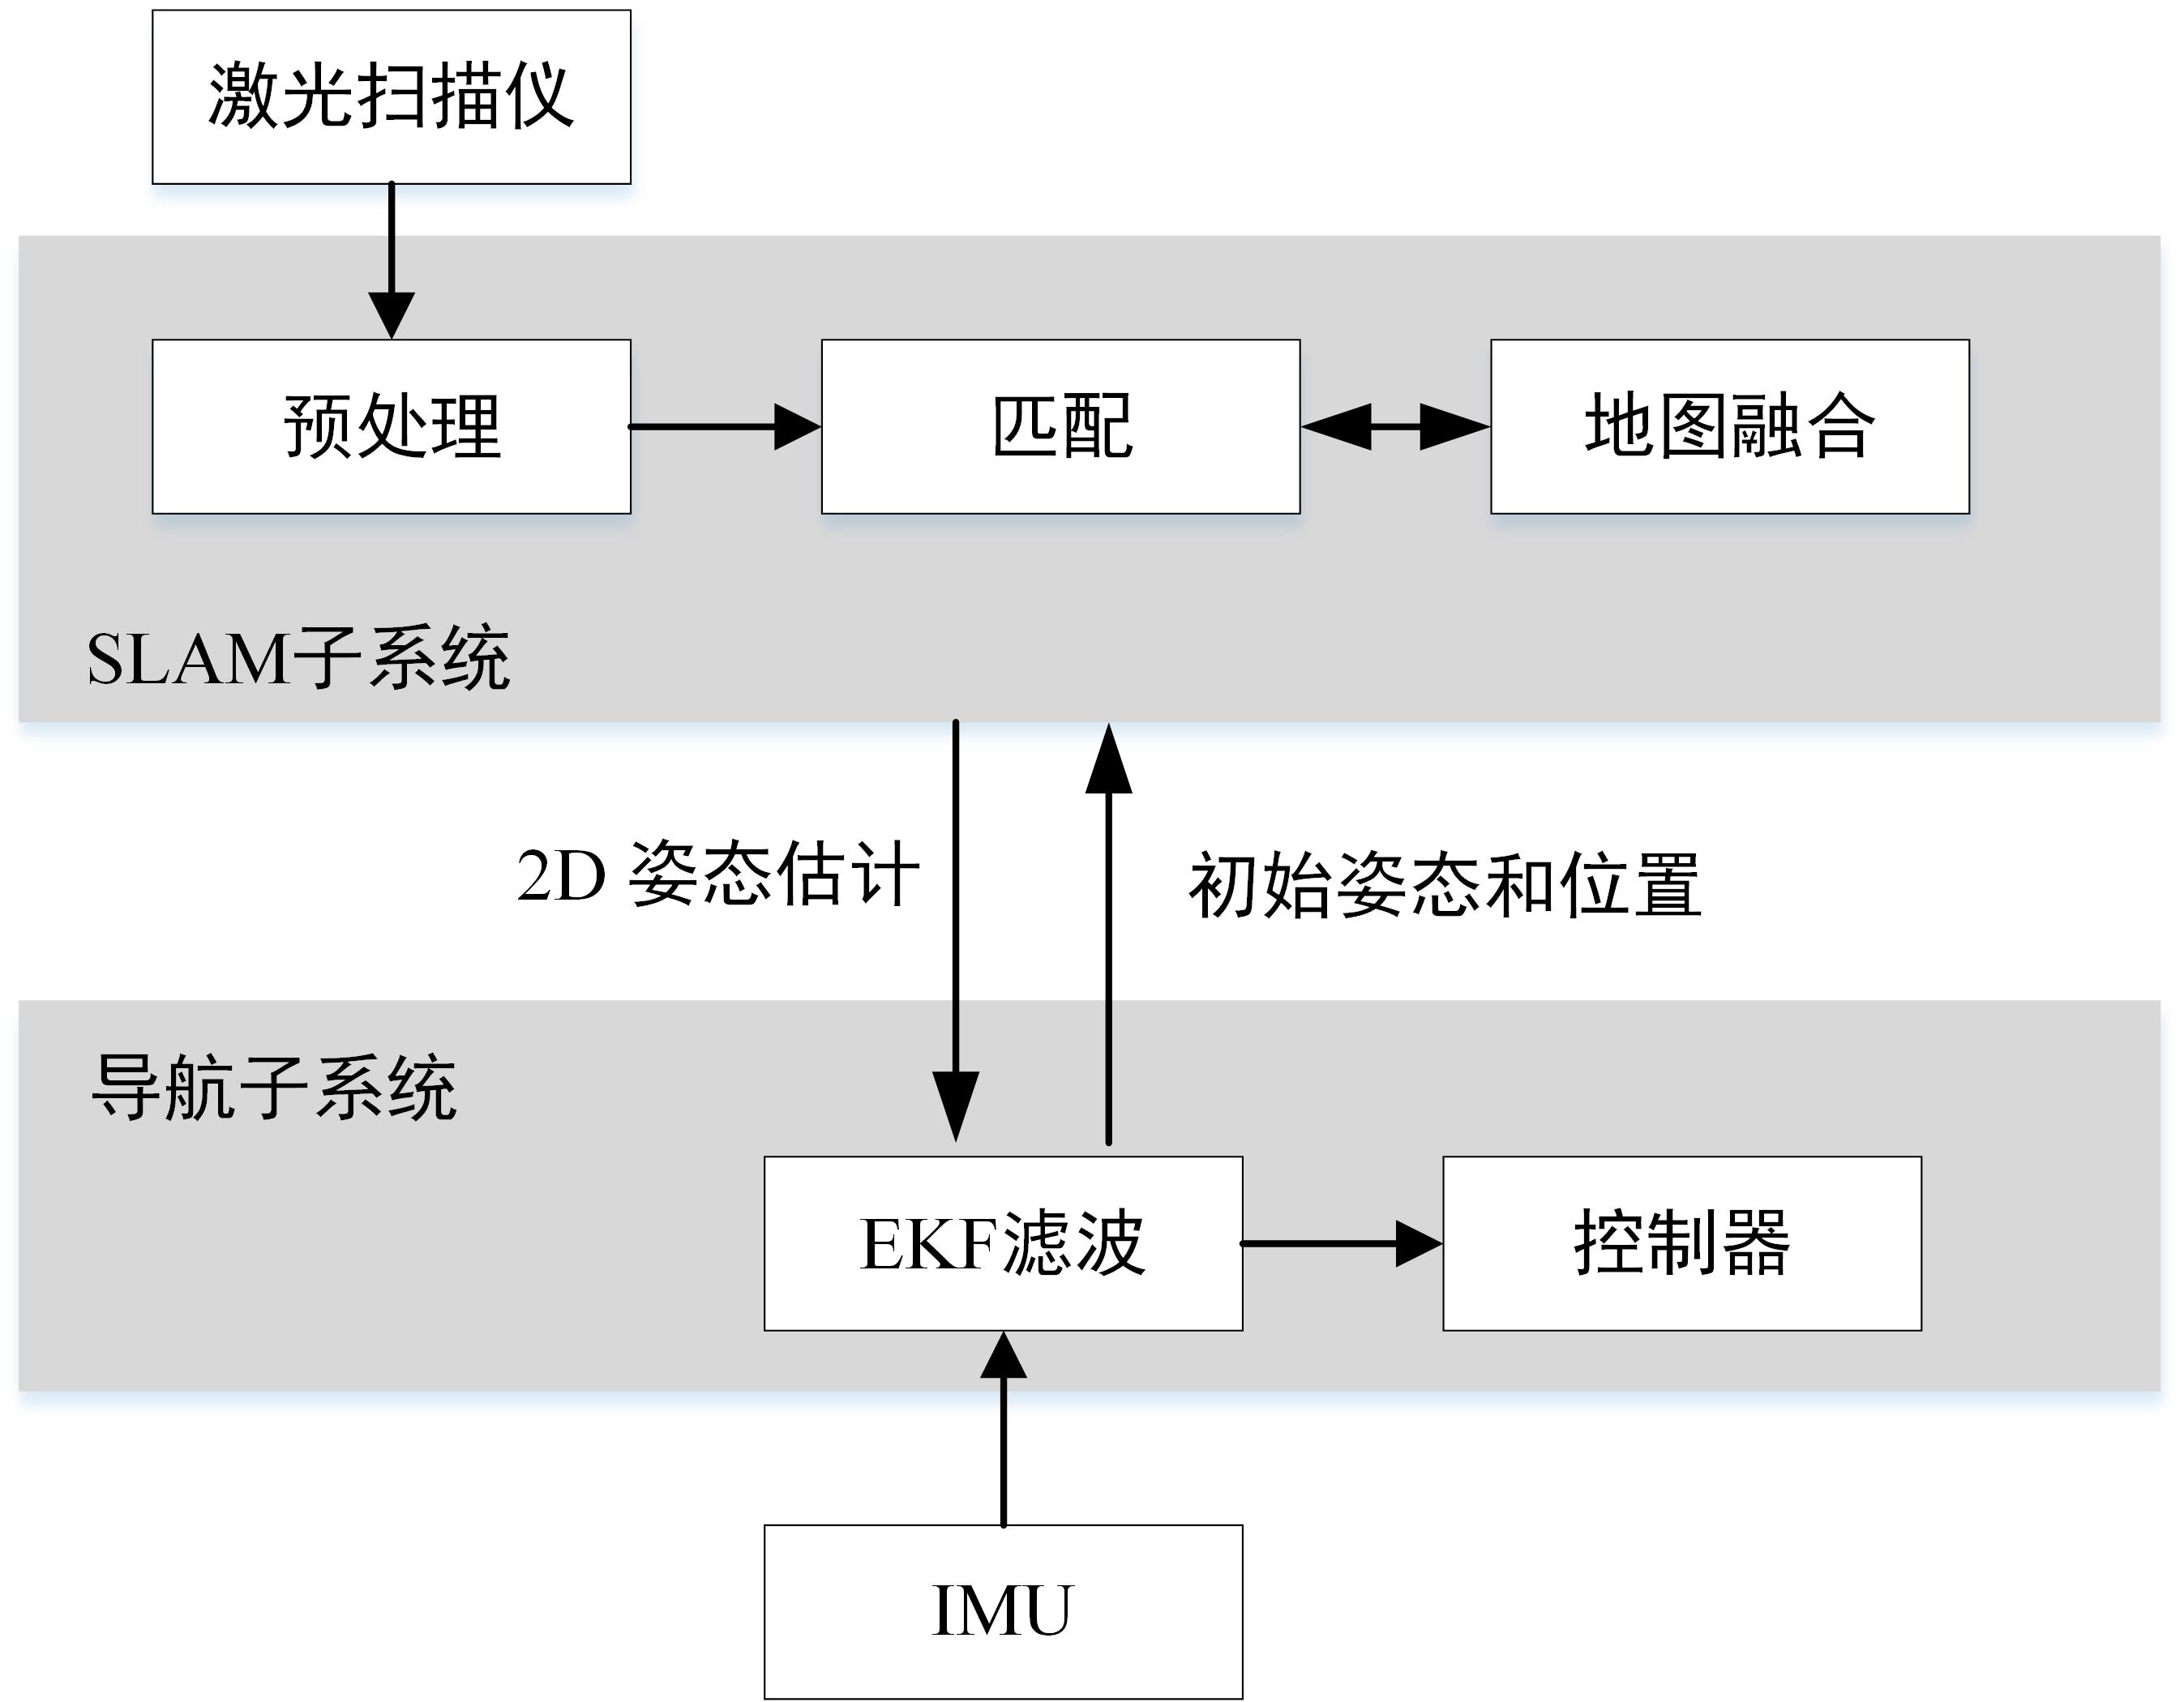 激光扫描仪
预处理
匹配
地图融合
SLAM子系统
2D 姿态估计
初始姿态和位置
导航子系统
EKF滤波
控制器
IMU